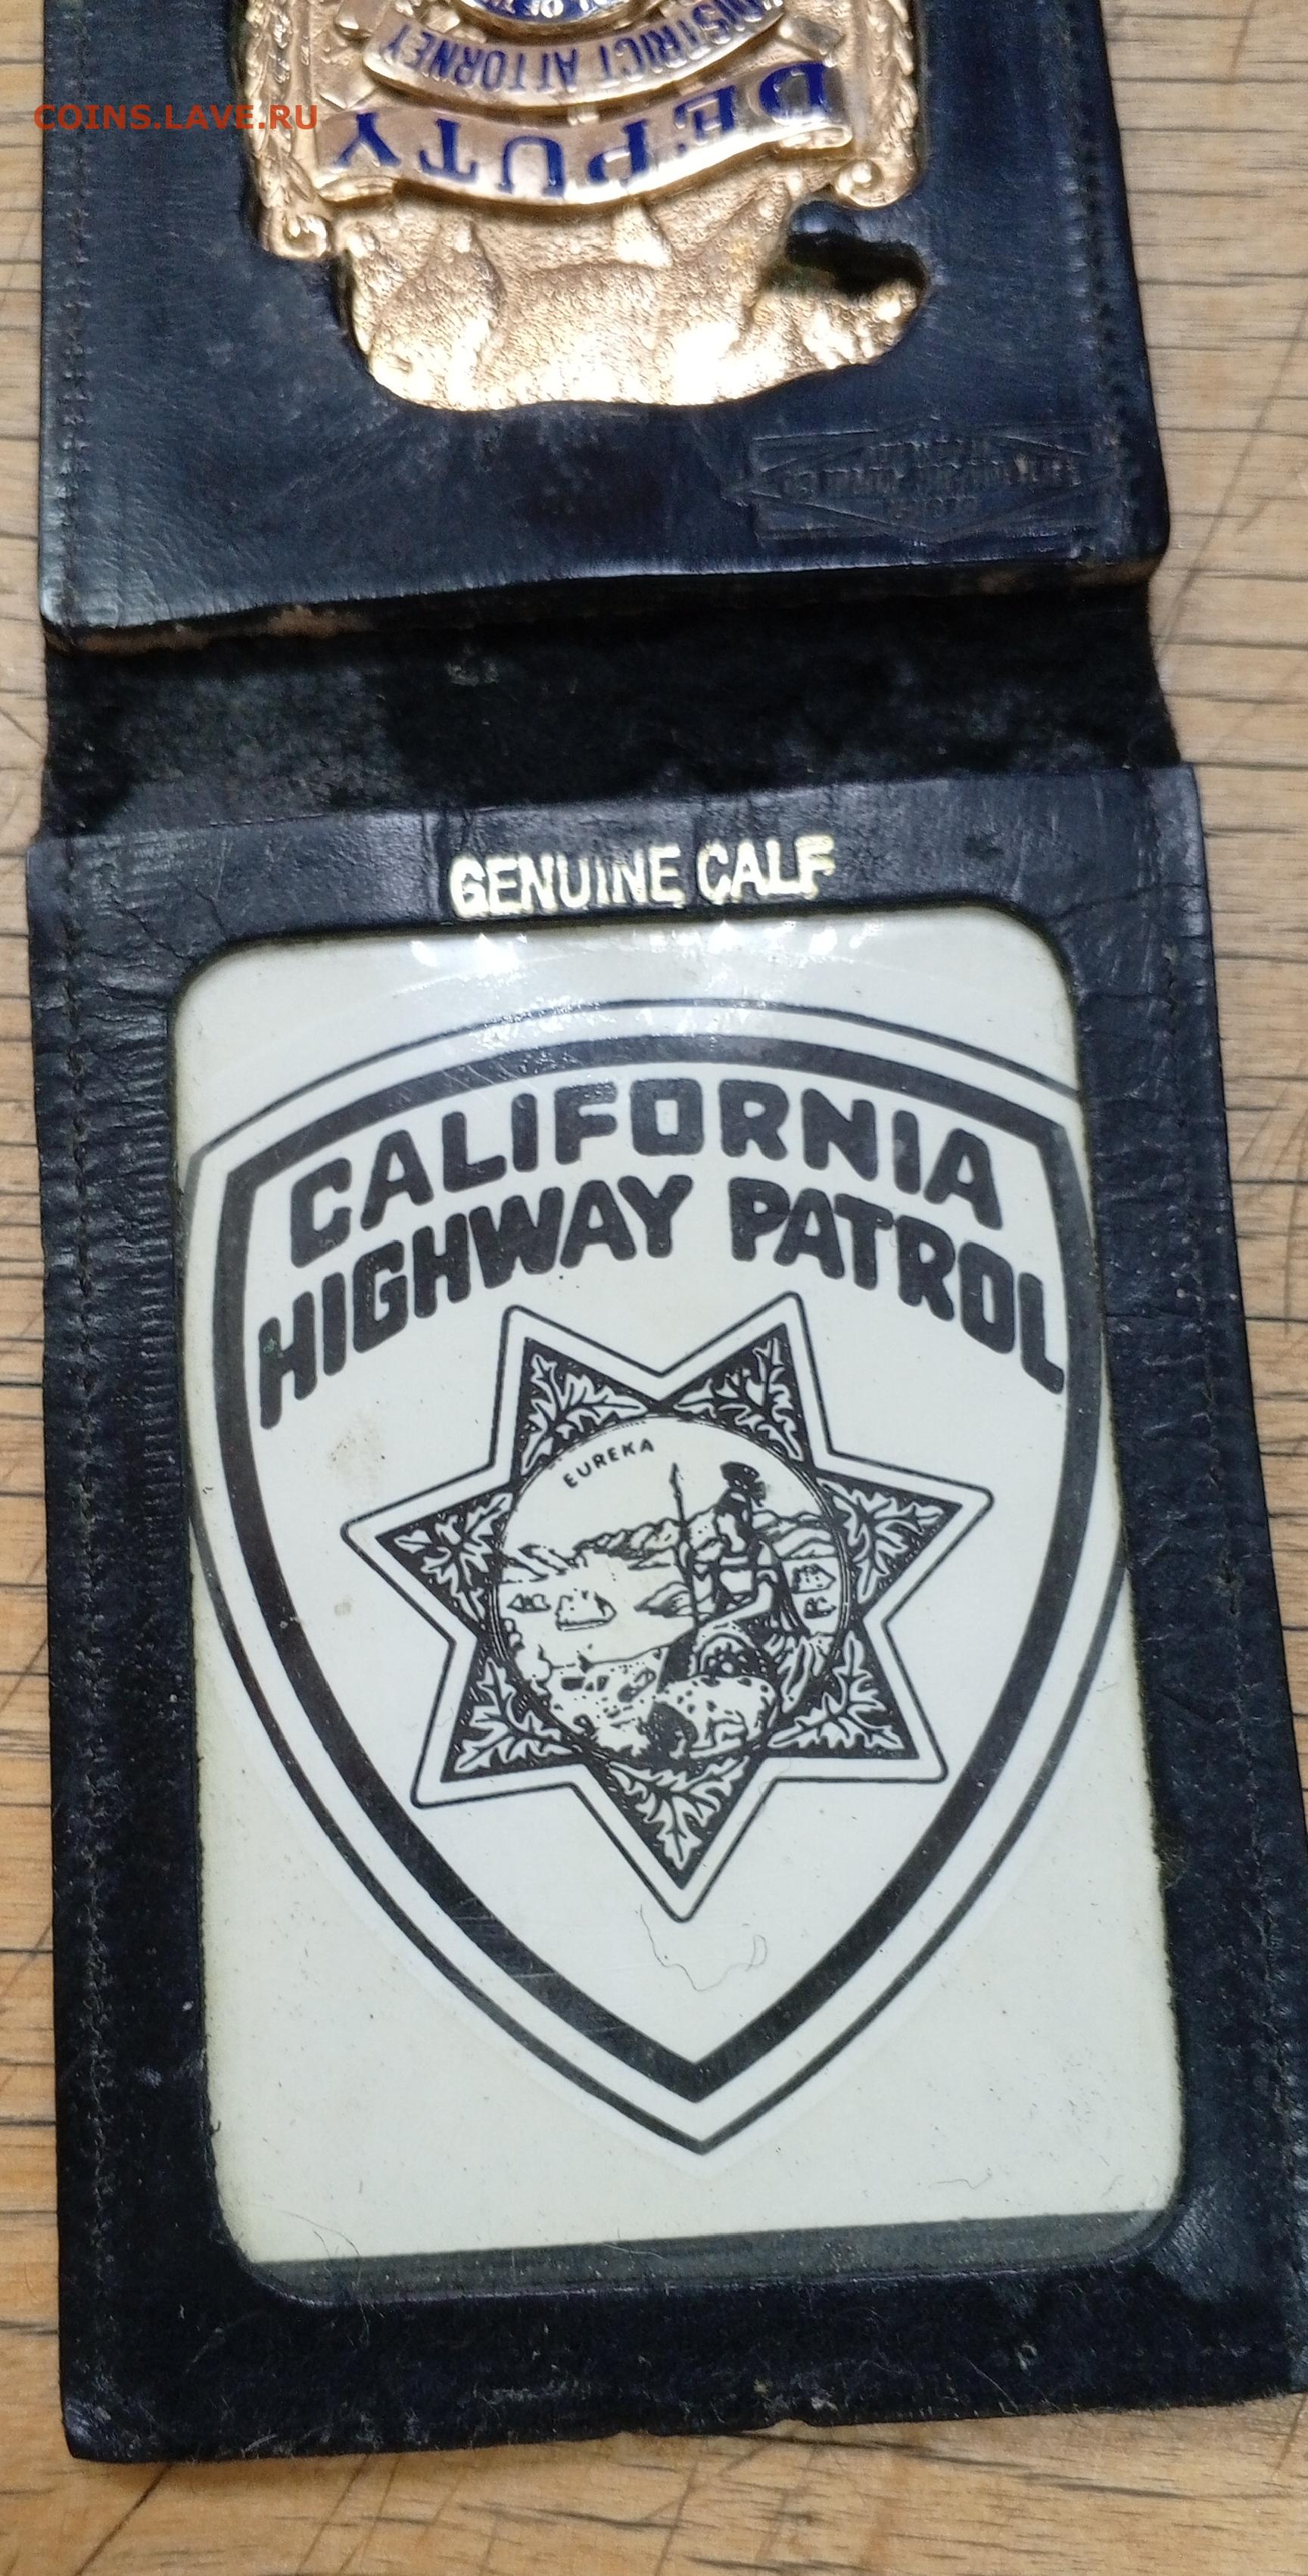 DISTRICT ATTORNEY
DEPUTY
COINS.LAVE.RU
GENUINE CALF
CALIFORNIA
HIGHWAY PATROL
EUREKA